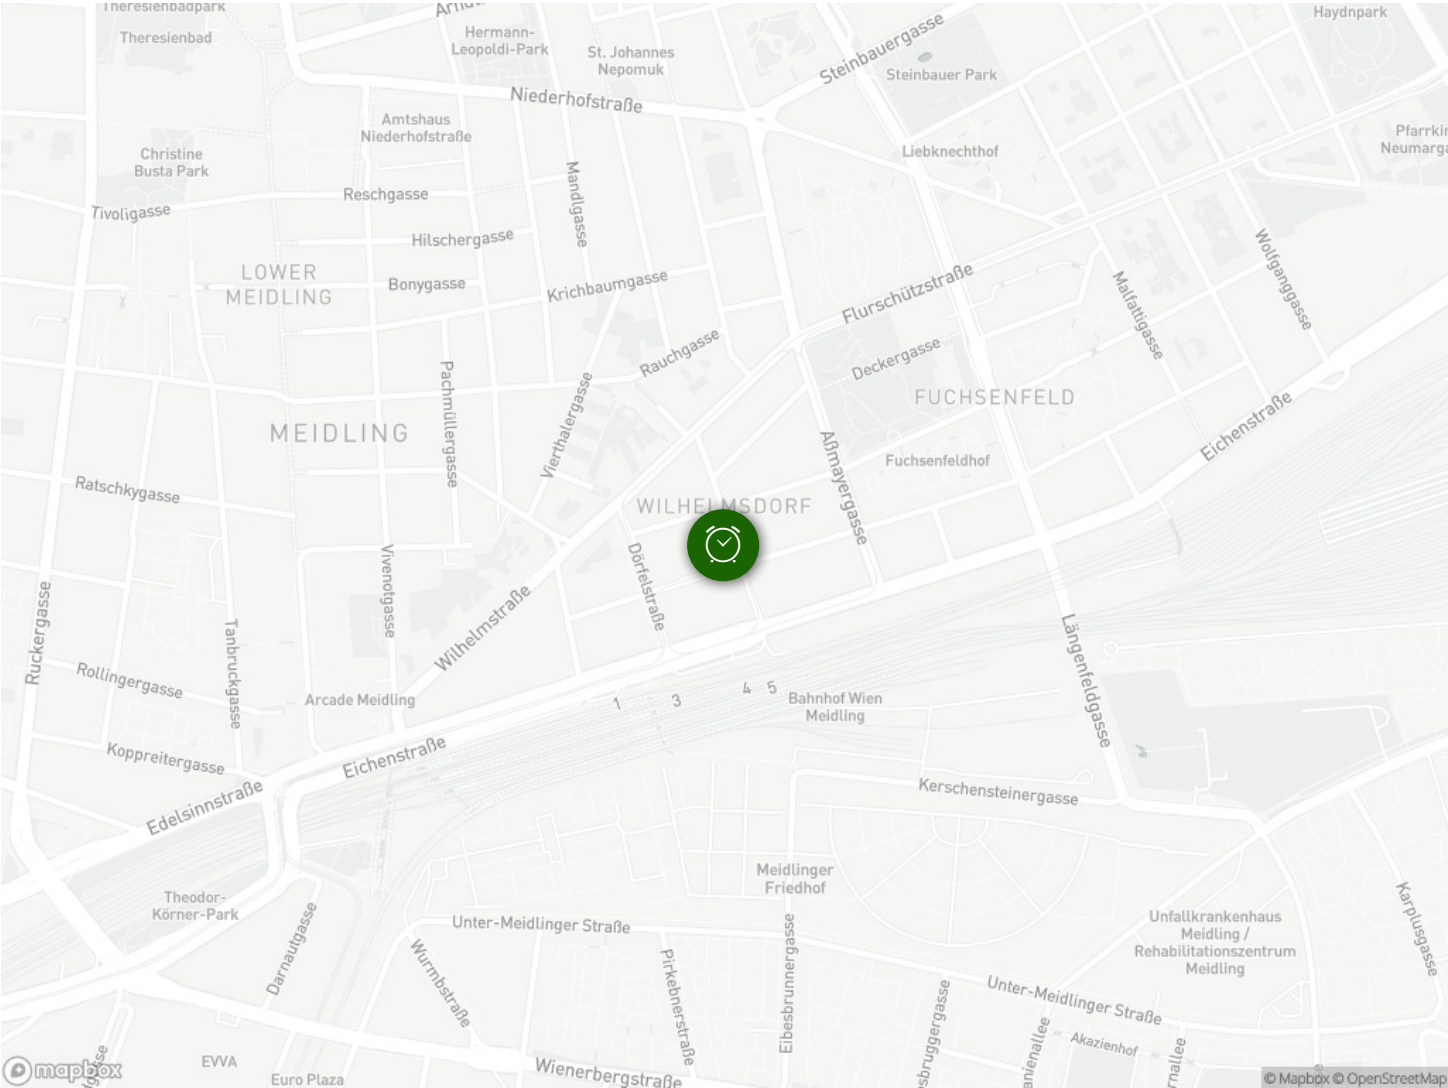 Theresienbadpark
Theresienbad
Hermann-
Leopoldi-Park
St. Johannes
Nepomuk
Steinbauergasse
Steinbauer Park
Haydnpark
Niederhofstraße
Amtshaus
Niederhofstraße
Christine
Busta Park
Liebknechthof
Reschgasse
Mandlgasse
Tivoligasse
Hilschergasse
LOWER
MEIDLING
Bonygasse
Krichbaumgasse
Flurschützstraße
Malfattigasse
Wolfganggasse
Rauchgasse
Deckergasse
Pachmüllergasse
Vierthalergasse
FUCHSENFELD
MEIDLING
Eichenstraße
Aßmayergasse
Fuchsenfeldhof
Ratschkygasse
WILHELMSDORF
Vivenotgasse
Dörfelstraße
Ruckergasse
Wilhelmstraße
Tanbruckgasse
Längenfeldgasse
Rollingergasse
Arcade Meidling
1
3
4
5
Bahnhof Wien
Meidling
Koppreitergasse
Eichenstraße
Edelsinnstraße
Kerschensteinergasse
Meidlinger
Friedhof
Theodor-
Körner-Park
Karplusgasse
Unter-Meidlinger Straße
Unfallkrankenhaus
Meidling /
Rehabilitationszentrum
Meidling
Darnautgasse
Wurmbstraße
Pirkebnerstraße
Eibesbrunnergasse
Unter-Meidlinger Straße
Akazienhof
EVVA
Euro Plaza
Wienerbergstraße
mapbox
© Mapbox © OpenStreetMap